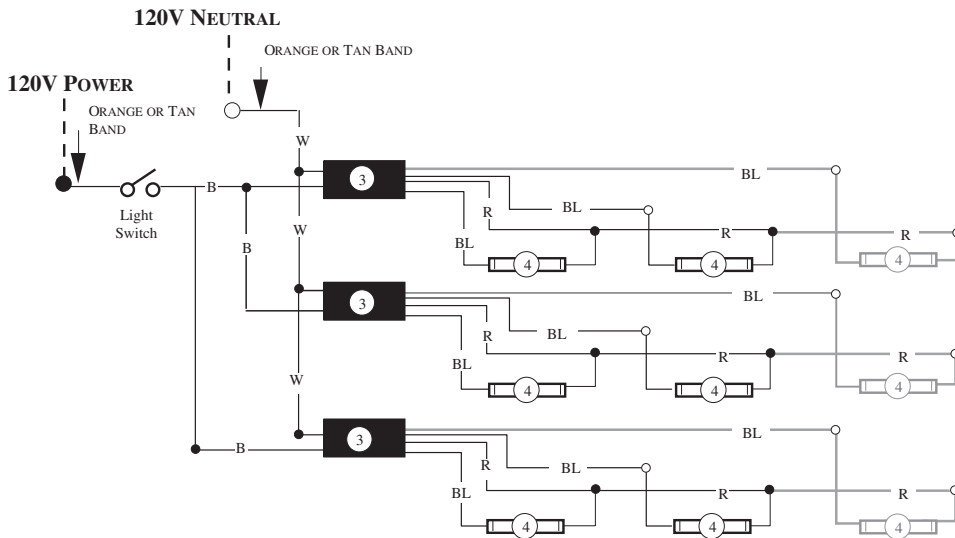 120V NEUTRAL
ORANGE OR TAN BAND
120V POWER
ORANGE OR TAN
BAND
W
BL
3
B
R
BL
Light
Switch
W
BL
R
R
B
4
4
4
BL
3
R
BL
R
R
BL
W
4
4
4
BL
3
B
R
BL
BL
R
R
4
4
4